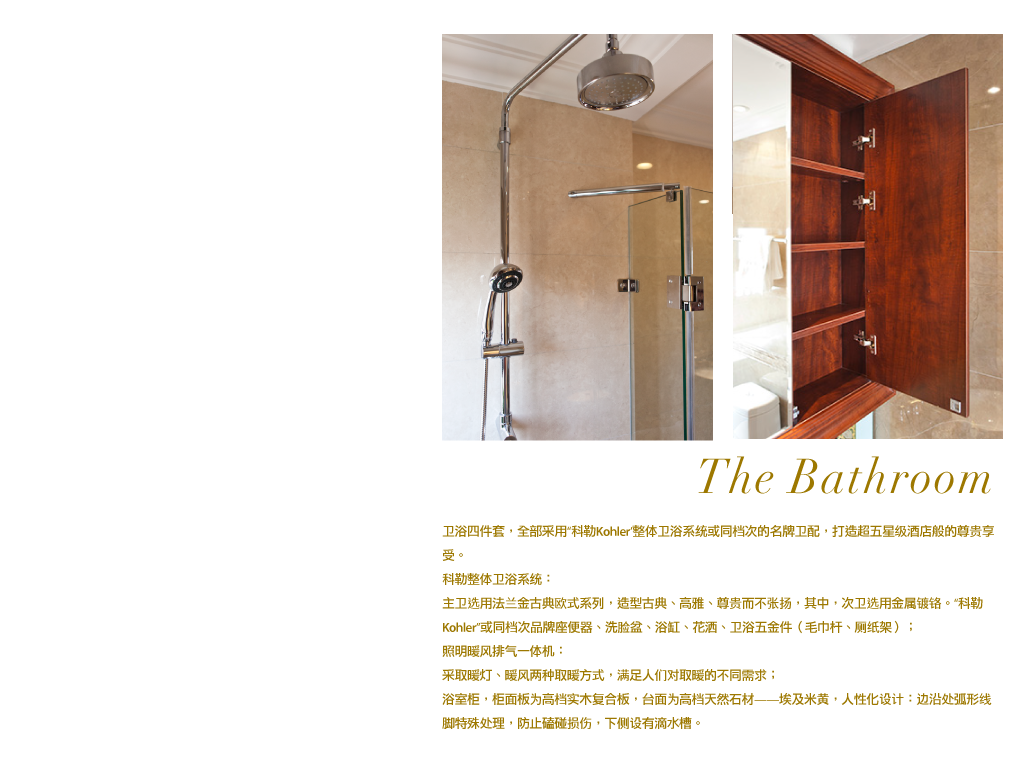 The Bathroom
卫浴四件套，全部采用“科勒Kohler’整体卫浴系统或同档次的名牌卫配，打造超五星级酒店般的尊贵享
受。
科勒整体卫浴系统：
主卫选用法兰金古典欧式系列，造型古典、高雅、尊贵而不张扬，其中，次卫选用金属镀铬。“科勒
Kohler”或同档次品牌座便器、洗脸盆、浴缸、花洒、卫浴五金件（毛巾杆、厕纸架）；
照明暖风排气一体机：
采取暖灯、暖风两种取暖方式，满足人们对取暖的不同需求；
浴室柜，柜面板为高档实木复合板，台面为高档天然石材——埃及米黄，人性化设计：边沿处弧形线
脚特殊处理，防止磕碰损伤，下侧设有滴水槽。